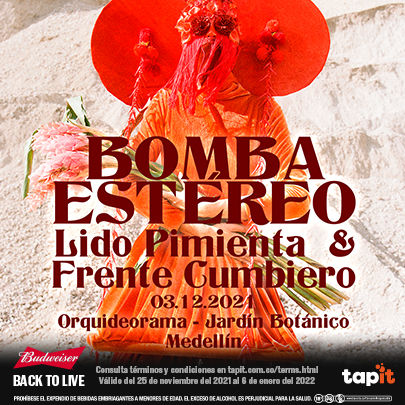 BOMBA
ESTÉREO
Lido Pimienta &
Frente Cumbiero
03.12.2021
Orquideorama - Jardín Botánico
Medellín
Budweiser
BACK TO LIVE
Consulta términos y condiciones en tapit.com.co/terms.html
Válido del 25 de noviembre del 2021 al 6 de enero del 2022
tapit
PROHÍBESE EL EXPENDIO DE BEBIDAS EMBRIAGANTES A MENORES DE EDAD. EL EXCESO DE ALCOHOL ES PERJUDICIAL PARA LA SALUD.